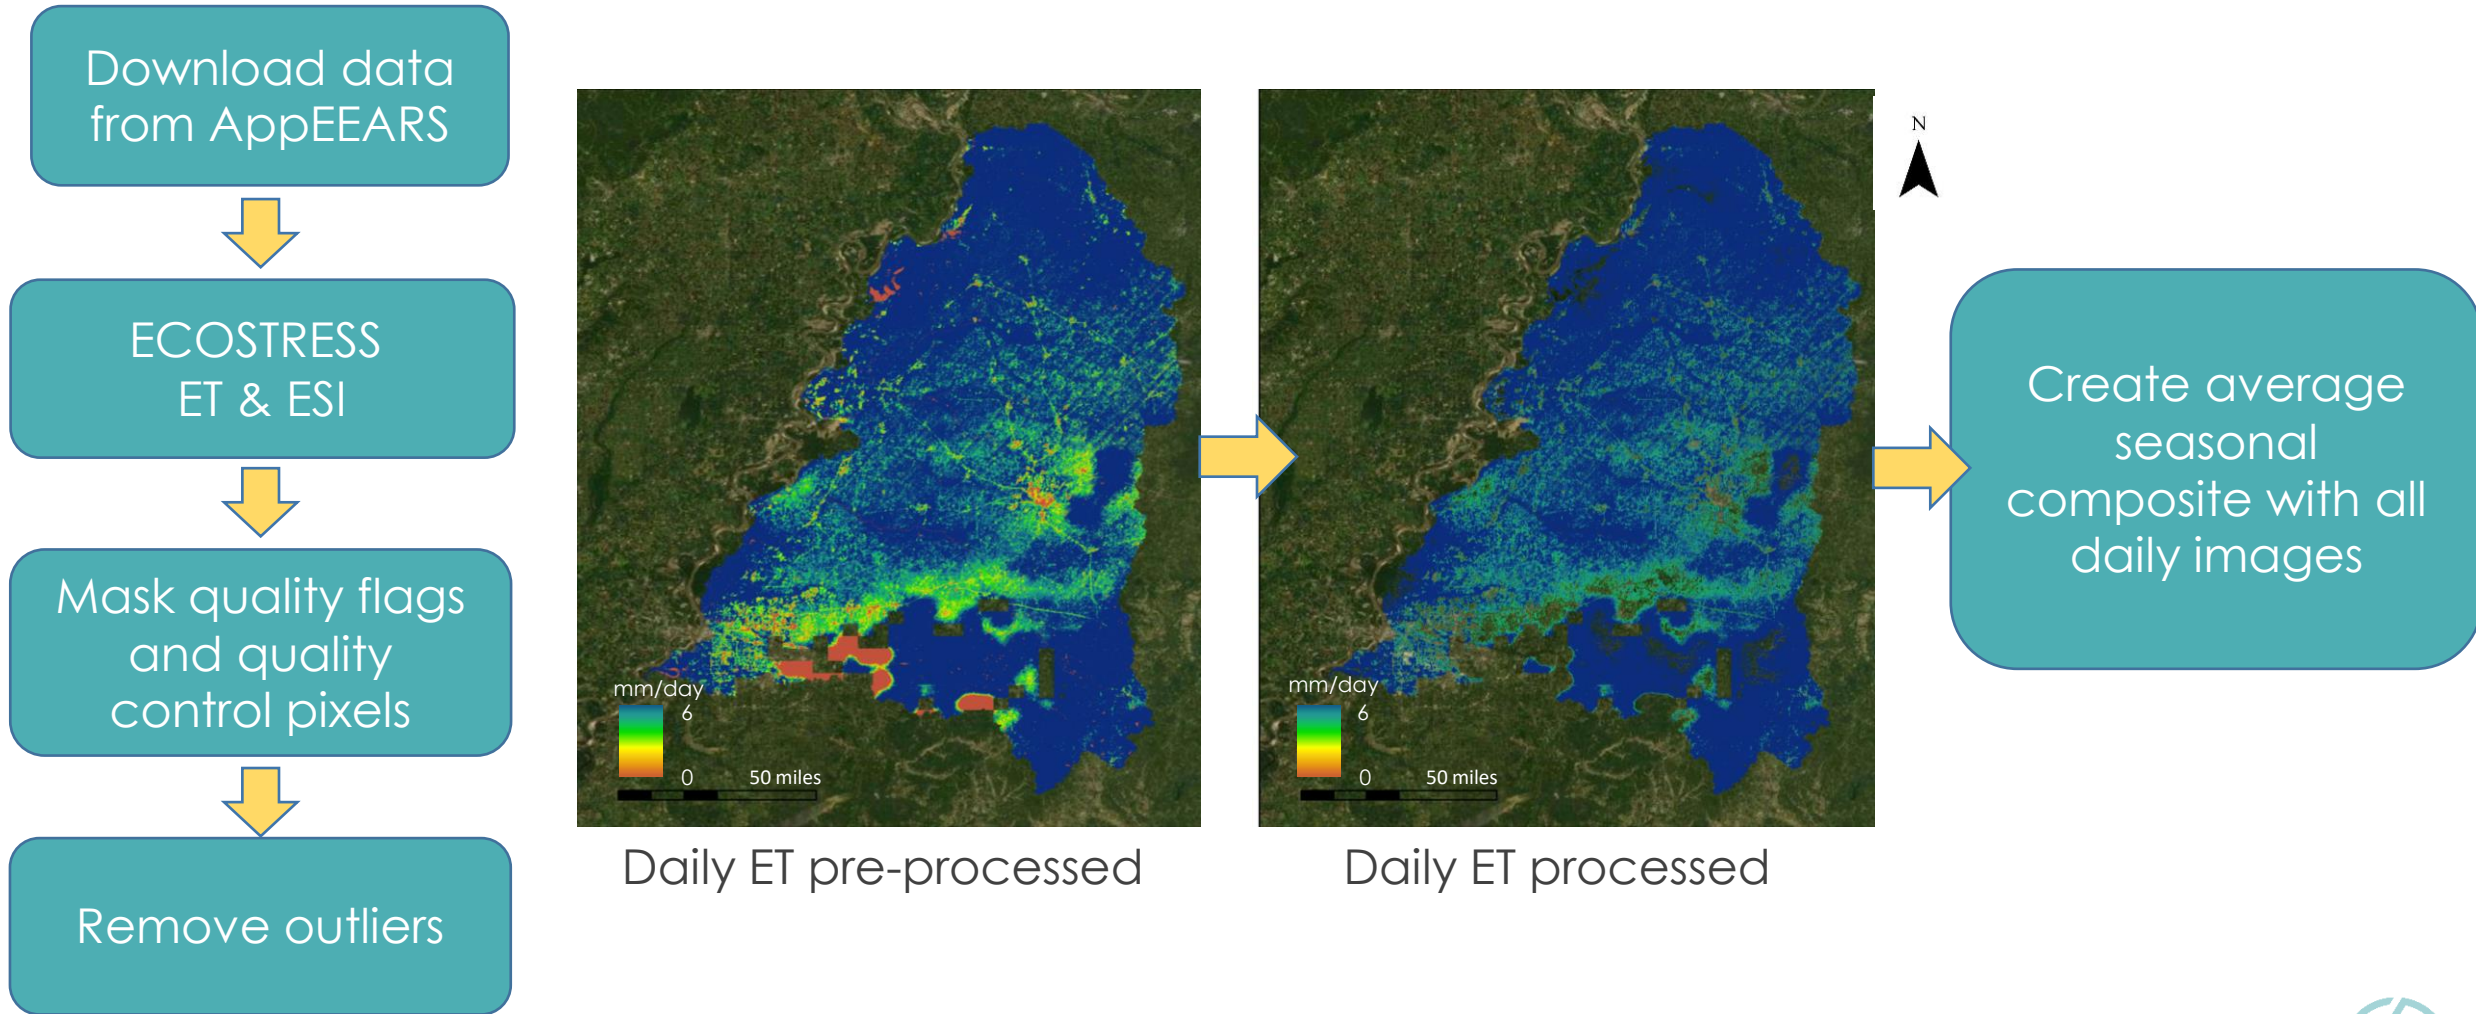 Download data
from AppEEARS
ECOSTRESS
ET & ESI
Mask quality flags
and quality
control pixels
Remove outliers
mm/day
6
0
50 miles
Daily ET pre-processed
mm/day
6
0
50 miles
Daily ET processed
N
Create average
seasonal
composite with all
daily images